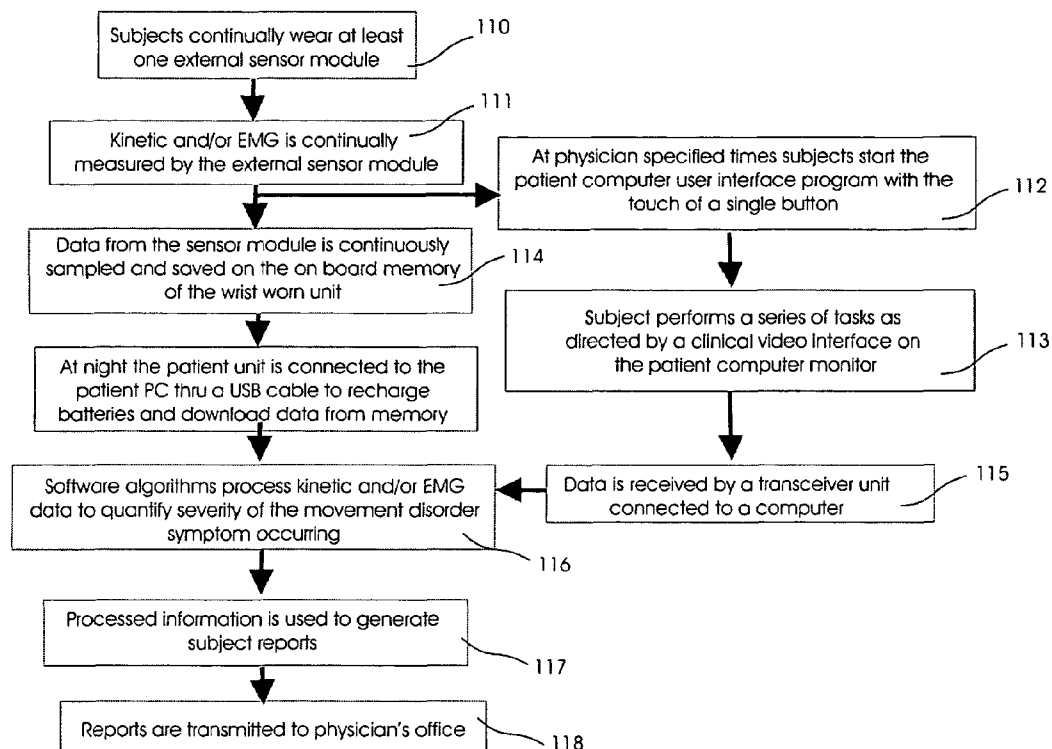 Subjects continually wear at least
one external sensor module
110
111
Kinetic and/or EMG is continually
measured by the external sensor module
At physician specified times subjects start the
patient computer user interface program with the
touch of a single button
112
Data from the sensor module is continuously
sampled and saved on the on board memory
of the wrist worn unit
114
Subject performs a series of tasks as
directed by a clinical video interface on
the patient computer monitor
113
At night the patient unit is connected to the
patient PC thru a USB cable to recharge
batteries and download data from memory
Software algorithms process kinetic and/or EMG
data to quantify severity of the movement disorder
symptom occurring
116
Data is received by a transceiver unit
connected to a computer
115
Processed information is used to generate
subject reports
117
Reports are transmitted to physician's office
118